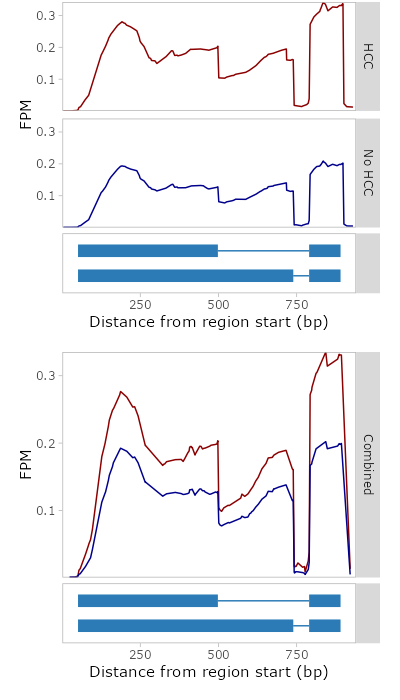 0.3
0.2
0.1
HCC
FPM
0.3
0.2
0.1
No HCC
250 500 750
Distance from region start (bp)
0.3
0.2
0.1
FPM
Combined
250 500 750
Distance from region start (bp)